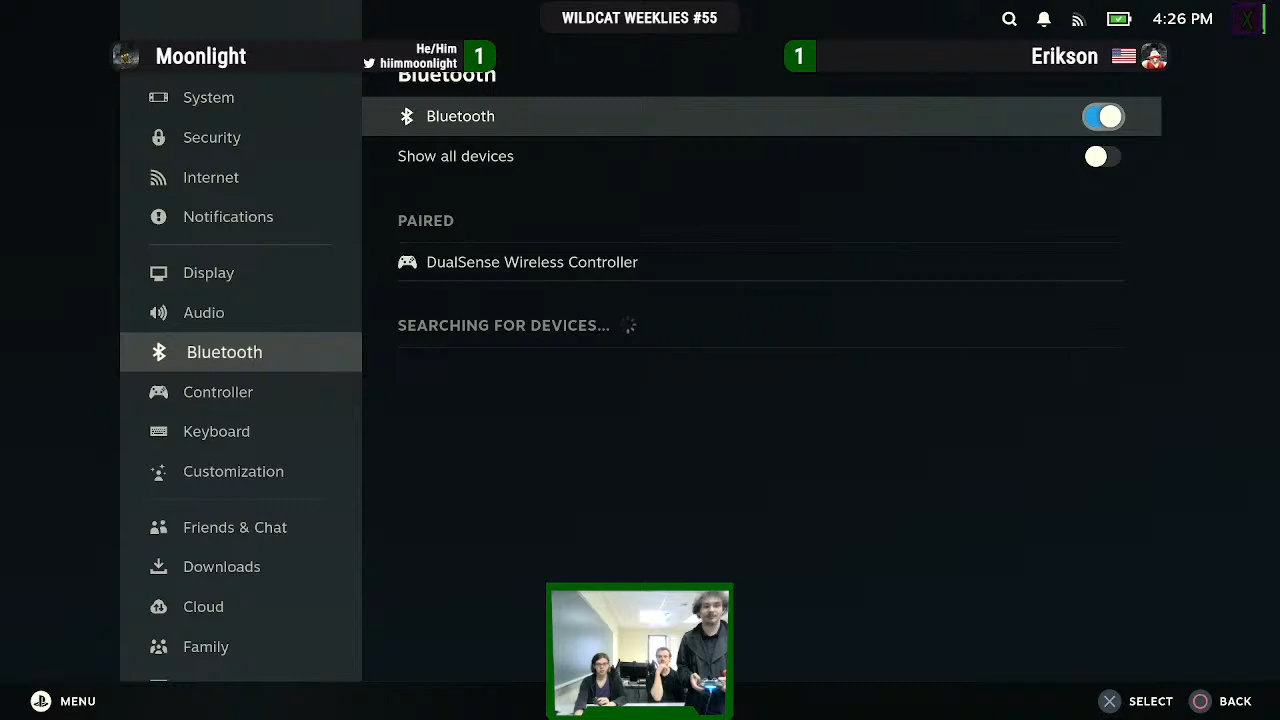 WILDCAT WEELIES #55
4:26 PM
Moonlight
He/Him
hiimmoonlight
1
1
Erikson
Bluetooth
System
Security
Internet
Notifications
Display
Audio
Bluetooth
Controller
Keyboard
Customization
Friends & Chat
Downloads
Cloud
Family
Bluetooth
Show all devices
PAIRED
DualSense Wireless Controller
SEARCHING FOR DEVICES...
MENU
SELECT
BACK